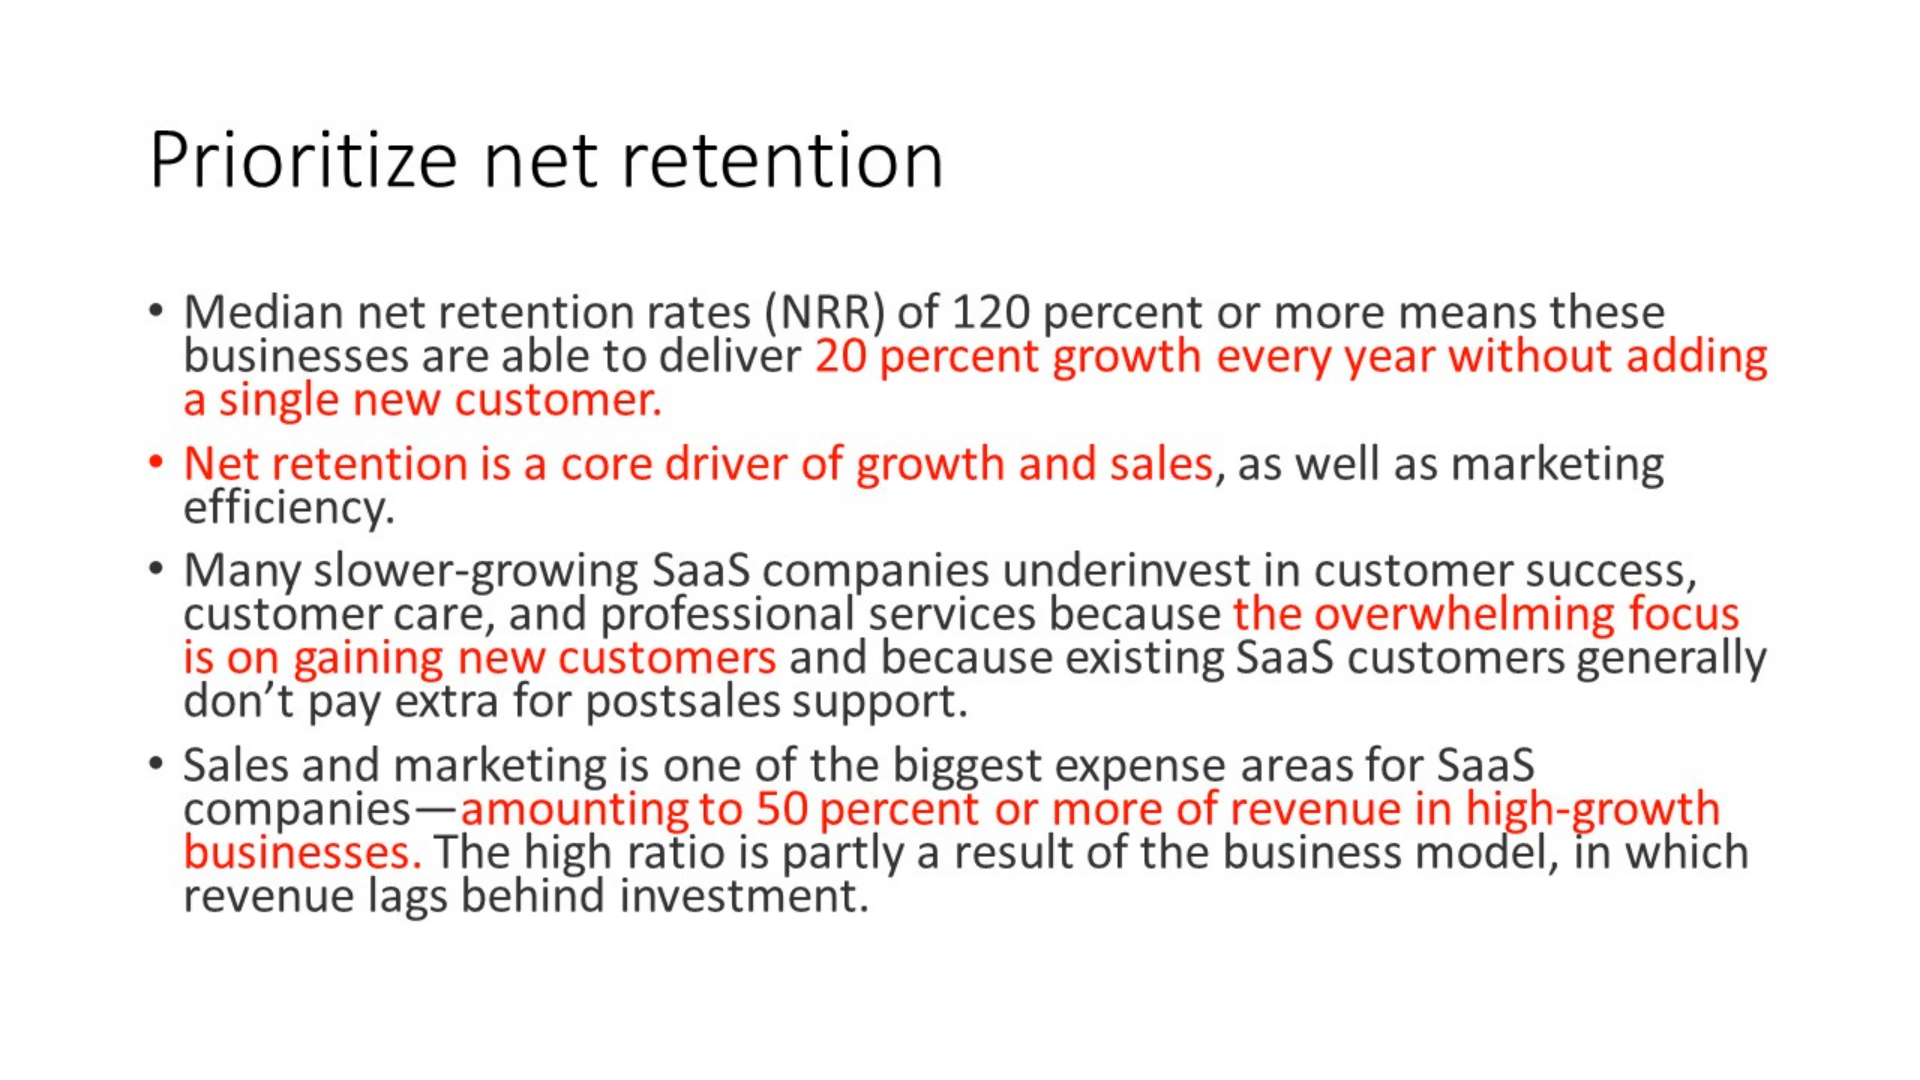 Prioritize net retention
• Median net retention rates (NRR) of 120 percent or more means these
businesses are able to deliver 20 percent growth every year without adding
a single new customer.
• Net retention is a core driver of growth and sales, as well as marketing
efficiency.
• Many slower-growing SaaS companies underinvest in customer success,
customer care, and professional services because the overwhelming focus
is on gaining new customers and because existing SaaS customers generally
don’t pay extra for postsales support.
• Sales and marketing is one of the biggest expense areas for SaaS
companies—amounting to 50 percent or more of revenue in high-growth
businesses. The high ratio is partly a result of the business model, in which
revenue lags behind investment.